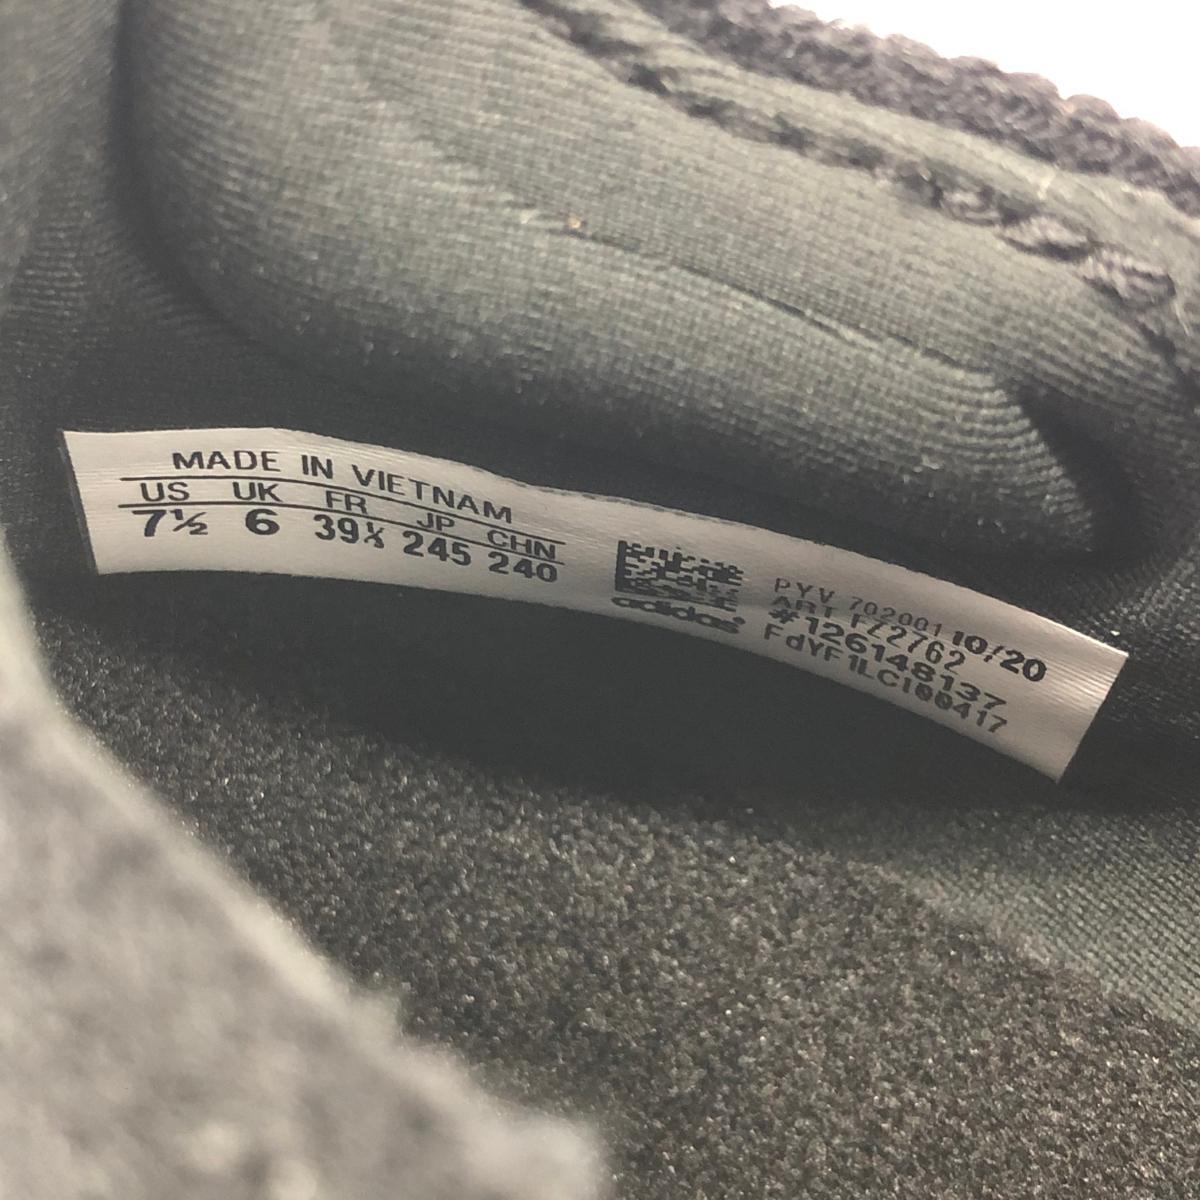 MADE IN VIETNAM
US UK FR JP CHN
7½ 6 39⅓ 245 240
adidas
PYV 702001 10/20
ART FZ2762
#126148137
FdYF1LC100417